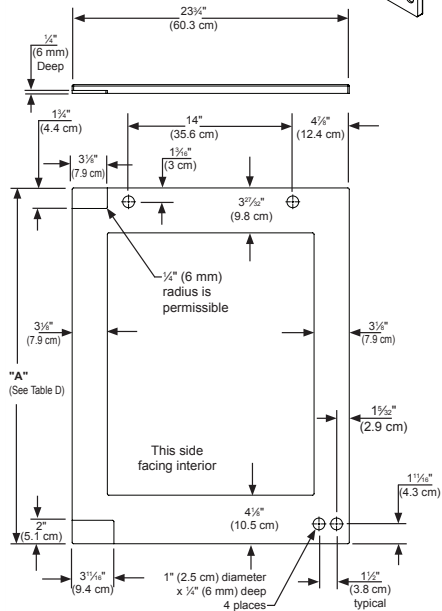 23¾"
(60.3 cm)
¼"
(6 mm)
Deep
1¾"
(4.4 cm)
14"
(35.6 cm)
4⅞"
(12.4 cm)
3⅛"
(7.9 cm)
1³⁄₁₆"
(3 cm)
3²⁷⁄₃₂"
(9.8 cm)
¼" (6 mm)
radius is
permissible
3⅛"
(7.9 cm)
3⅛"
(7.9 cm)
"A"
(See Table D)
1⁵⁄₃₂"
(2.9 cm)
This side
facing interior
1¹¹⁄₁₆"
(4.3 cm)
2"
(5.1 cm)
4⅛"
(10.5 cm)
3¹¹⁄₁₆"
(9.4 cm)
1" (2.5 cm) diameter
x ¼" (6 mm) deep
4 places
1½"
(3.8 cm)
typical